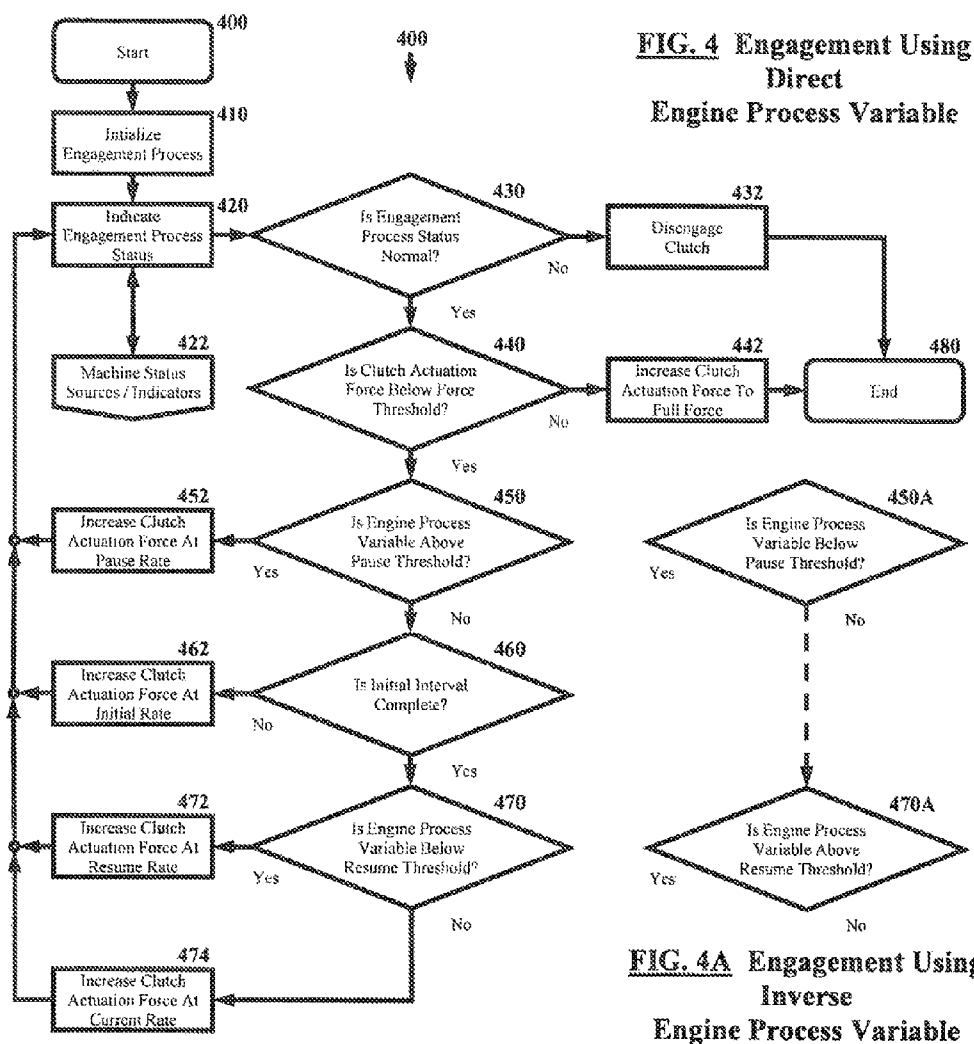 400
Start
400
FIG. 4 Engagement Using
Direct
Engine Process Variable
410
Intialize
Engagement Process
420
Indicate
Engagement Process
Status
430
Is Engagement
Process Status
Normal?
No
Yes
432
Disengage
Clutch
422
Machine Status
Sources / Indicators
440
Is Clutch Actuation
Force Below Force
Threshold?
No
Yes
442
Increase Clutch
Actuation Force To
Full Force
480
End
452
Increase Clutch
Actuation Force At
Pause Rate
450
Is Engine Process
Variable Above
Pause Threshold?
Yes
No
450A
Is Engine Process
Variable Below
Pause Threshold?
Yes
No
462
Increase Clutch
Actuation Force At
Initial Rate
460
Is Initial Interval
Complete?
No
Yes
472
Increase Clutch
Actuation Force At
Resume Rate
470
Is Engine Process
Variable Below
Resume Threshold?
Yes
No
470A
Is Engine Process
Variable Above
Resume Threshold?
Yes
No
474
Increase Clutch
Actuation Force At
Current Rate
FIG. 4A Engagement Using
Inverse
Engine Process Variable